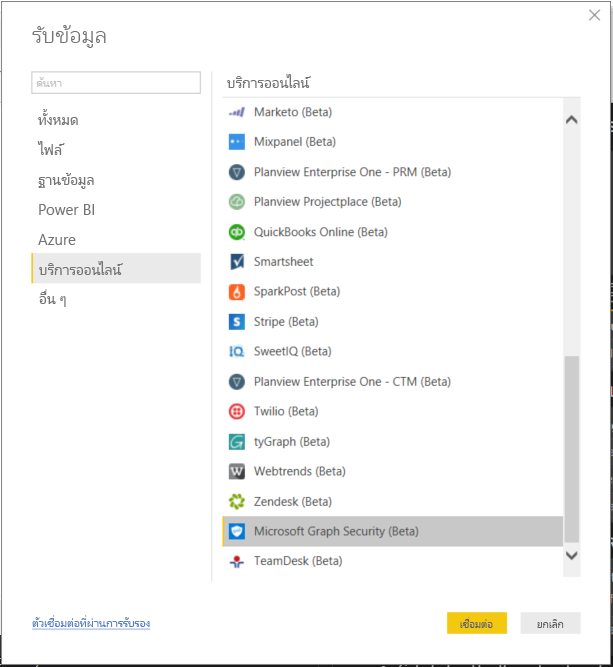 รับข้อมูล
ค้นหา
ทั้งหมด
ไฟล์
ฐานข้อมูล
Power BI
Azure
บริการออนไลน์
อื่น ๆ
บริการออนไลน์
Marketo (Beta)
Mixpanel (Beta)
Planview Enterprise One - PRM (Beta)
Planview Projectplace (Beta)
QuickBooks Online (Beta)
Smartsheet
SparkPost (Beta)
Stripe (Beta)
SweetIQ (Beta)
Planview Enterprise One - CTM (Beta)
Twilio (Beta)
tyGraph (Beta)
Webtrends (Beta)
Zendesk (Beta)
Microsoft Graph Security (Beta)
TeamDesk (Beta)
ตัวเชื่อมต่อที่ผ่านการรับรอง
เชื่อมต่อ
ยกเลิก